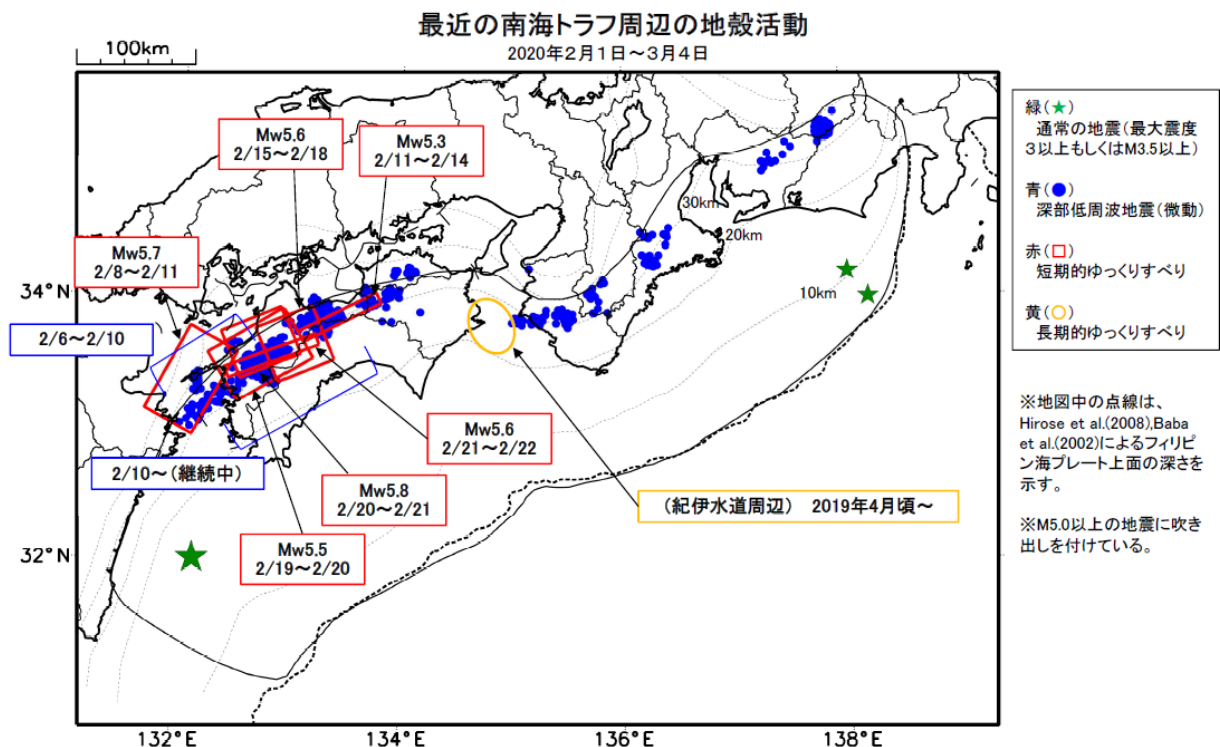 最近の南海トラフ周辺の地殻活動
2020年2月1日～3月4日
100km
Mw5.6
2/15～2/18
Mw5.3
2/11～2/14
Mw5.7
2/8～2/11
2/6～2/10
30km
20km
10km
34°N
Mw5.6
2/21～2/22
2/10～(継続中)
Mw5.8
2/20～2/21
(紀伊水道周辺) 2019年4月頃～
Mw5.5
2/19～2/20
32°N
132°E
134°E
136°E
138°E
緑(★)
通常の地震(最大震度
3以上もしくはM3.5以上)
青(●)
深部低周波地震(微動)
赤(□)
短期的ゆっくりすべり
黄(○)
長期的ゆっくりすべり
※地図中の点線は、
Hirose et al.(2008),Baba
et al.(2002)によるフィリピ
ン海プレート上面の深さを
示す。
※M5.0以上の地震に吹き
出しを付けている。